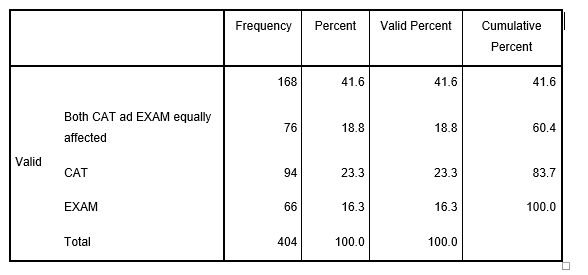 Frequency Percent Valid Percent Cumulative Percent
168 41.6 41.6 41.6
Both CAT ad EXAM equally affected 76 18.8 18.8 60.4
Valid
CAT 94 23.3 23.3 83.7
EXAM 66 16.3 16.3 100.0
Total 404 100.0 100.0